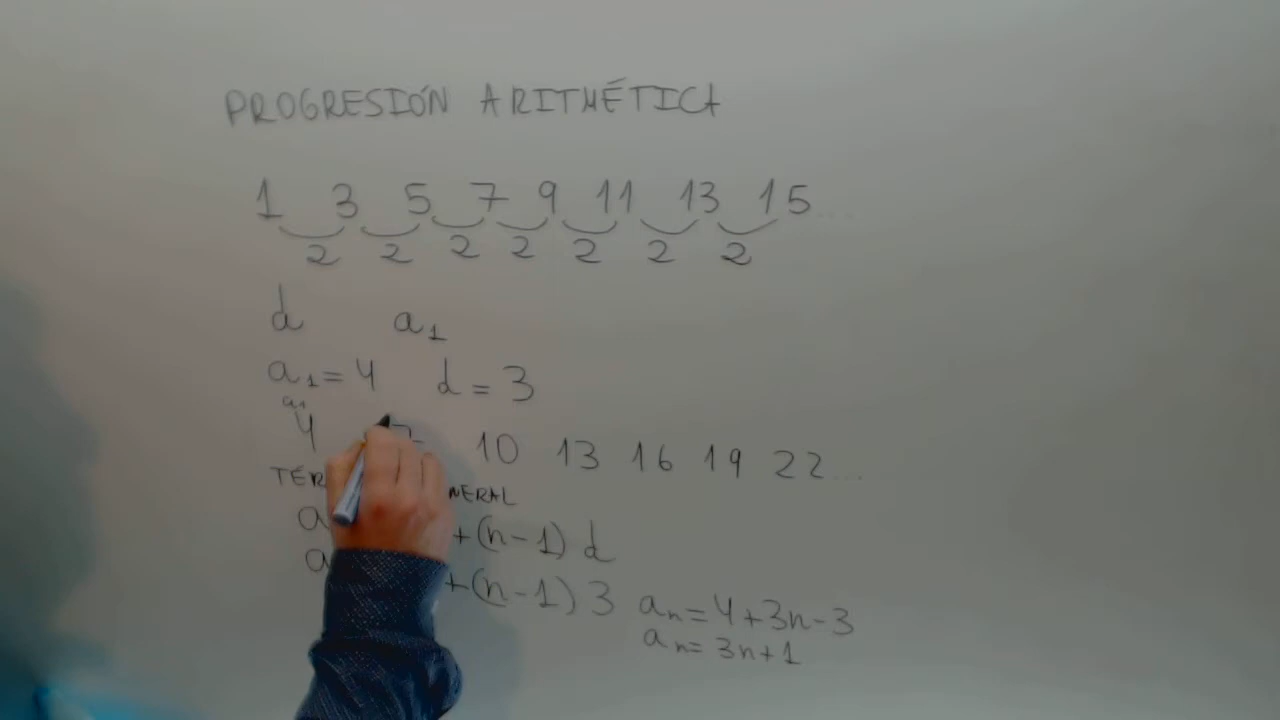 PROGRESIÓN ARITMÉTICA
1 3 5 7 9 11 13 15...
2 2 2 2 2 2 2
d a₁
a₁ = 4 d = 3
a₁
4 10 13 16 19 22...
a +(n-1) d
a +(n-1) 3 aₙ = 4+3n-3
aₙ = 3n+1